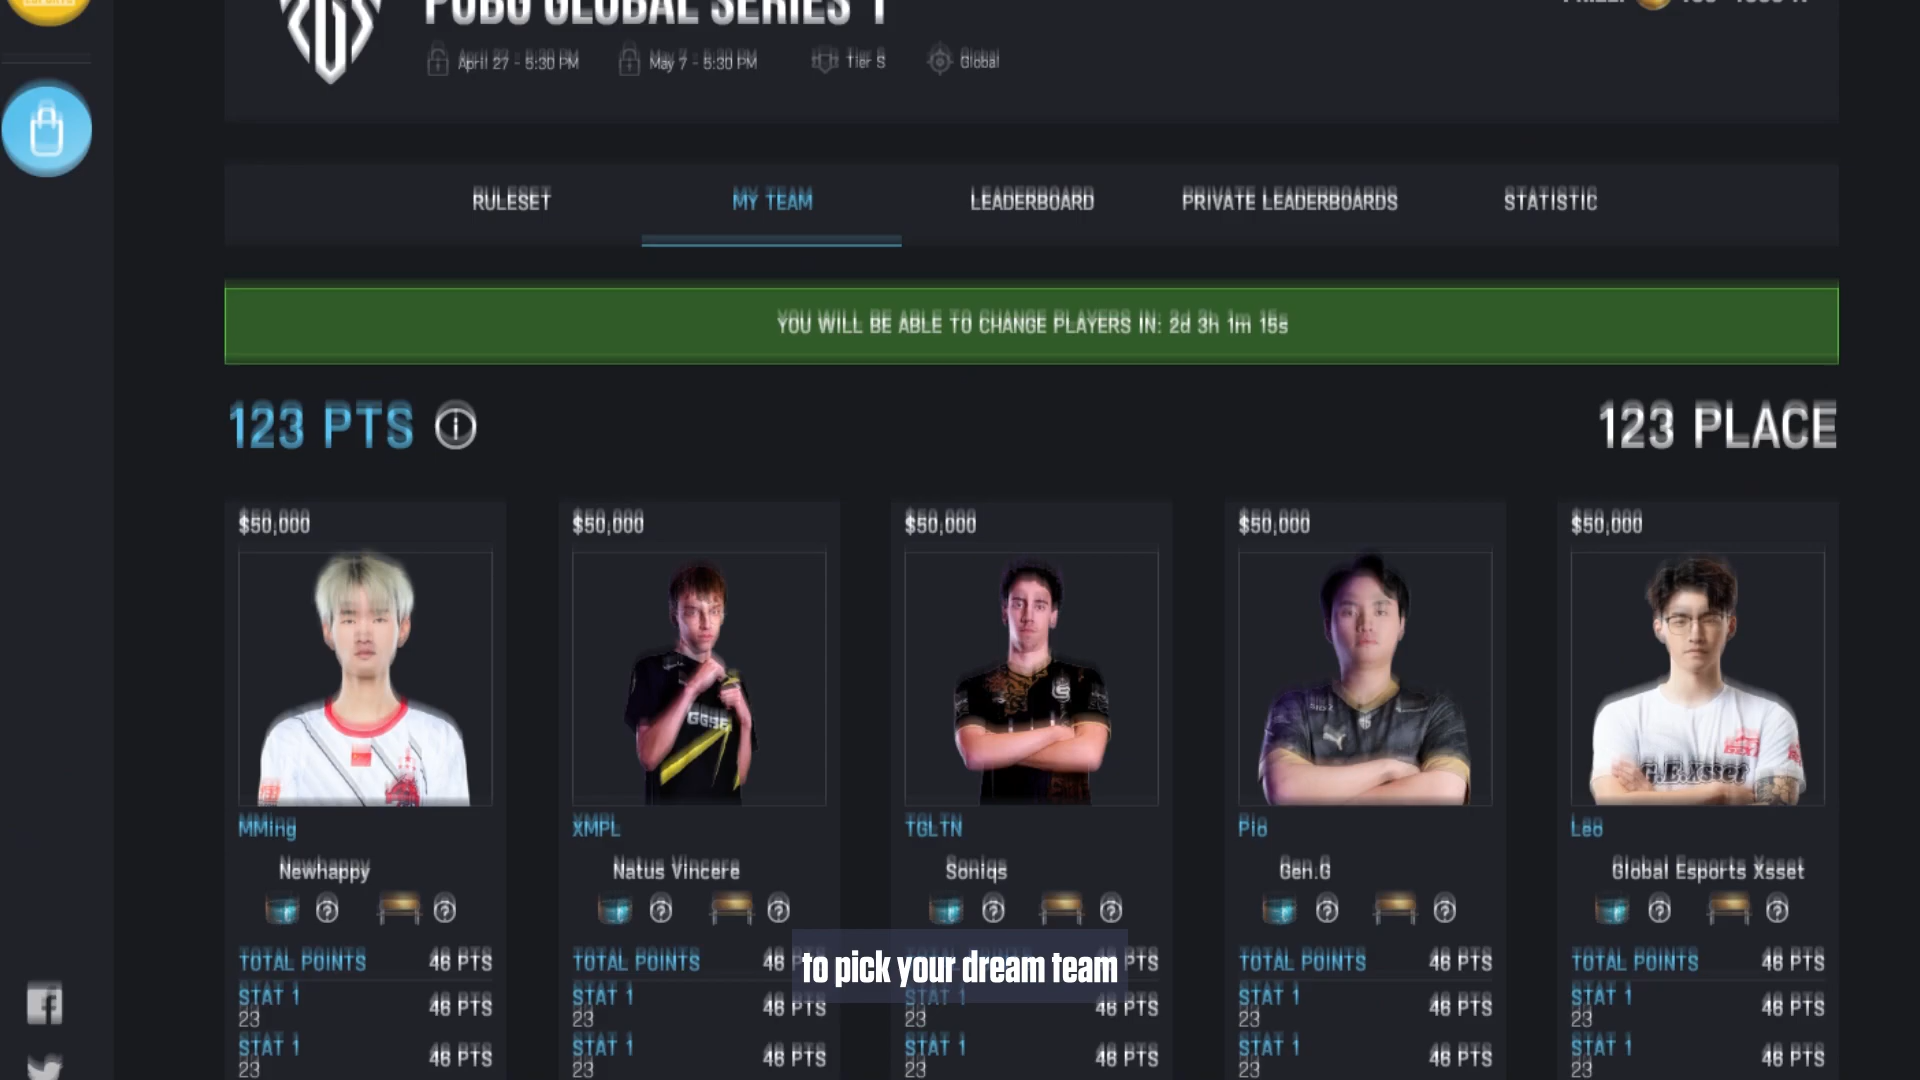 PUBG GLOBAL SERIES 1
April 27 - 5:30 PM May 7 - 5:30 PM Tier S Global
RULESET MY TEAM LEADERBOARD PRIVATE LEADERBOARDS STATISTIC
YOU WILL BE ABLE TO CHANGE PLAYERS IN: 2d 3h 1m 15s
123 PTS 123 PLACE
$50,000 $50,000 $50,000 $50,000 $50,000
MMing XMPL TGLTN Pio Leo
Newhappy Natus Vincere Soniqs Gen.G Global Esports Xsset
TOTAL POINTS 46 PTS TOTAL POINTS 46 PTS TOTAL POINTS 46 PTS TOTAL POINTS 46 PTS
to pick your dream team
STAT 1 46 PTS STAT 1 46 PTS STAT 1 46 PTS STAT 1 46 PTS STAT 1 46 PTS
23 23 23 23 23
STAT 1 46 PTS STAT 1 46 PTS STAT 1 46 PTS STAT 1 46 PTS STAT 1 46 PTS
23 23 23 23 23